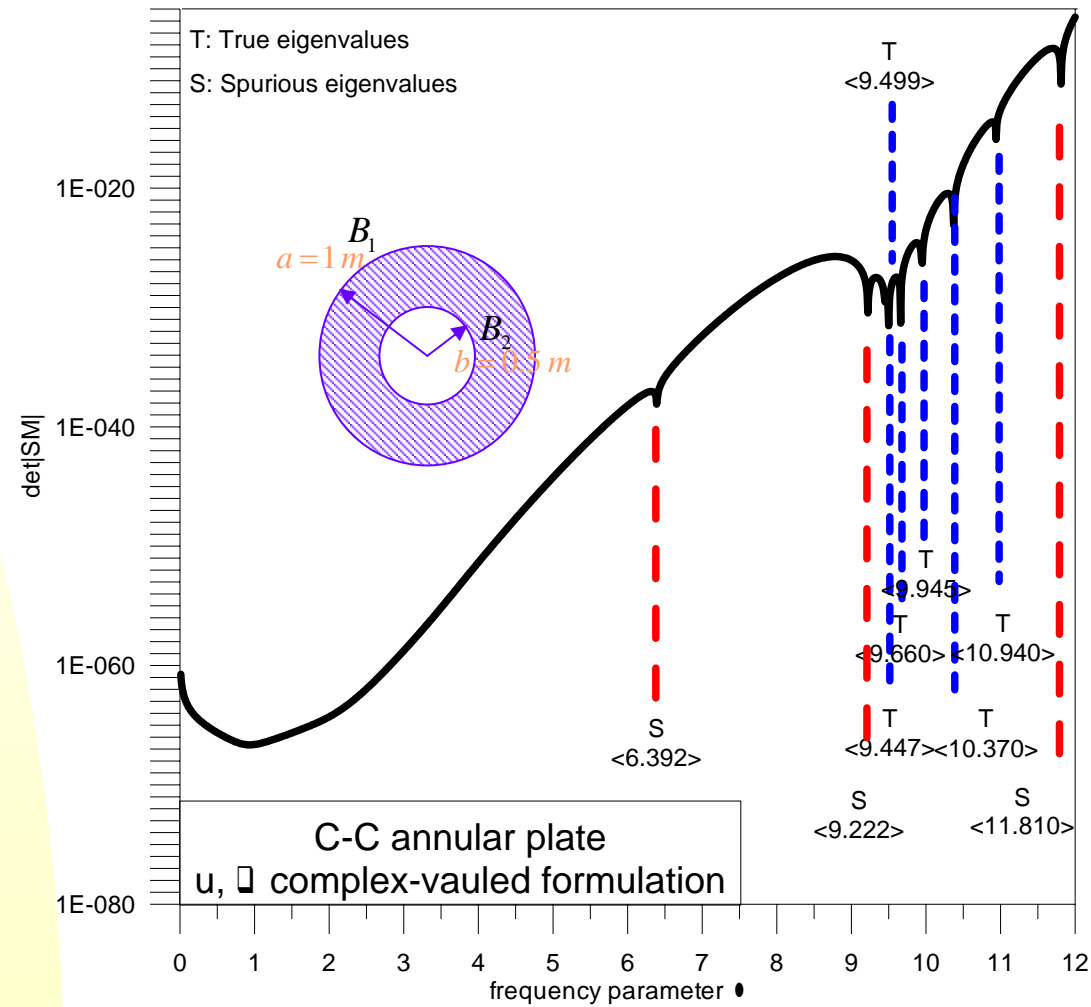 T: True eigenvalues
S: Spurious eigenvalues
T
<9.499>
1E-020
1E-040
1E-060
1E-080
det|SM|
B₁
a = 1 m
B₂
b = 0.5 m
T
<9.945>
T
<9.660>
T
<10.940>
T
<9.447>
T
<10.370>
S
<6.392>
S
<9.222>
S
<11.810>
C-C annular plate
u, complex-vauled formulation
0 1 2 3 4 5 6 7 8 9 10 11 12
frequency parameter